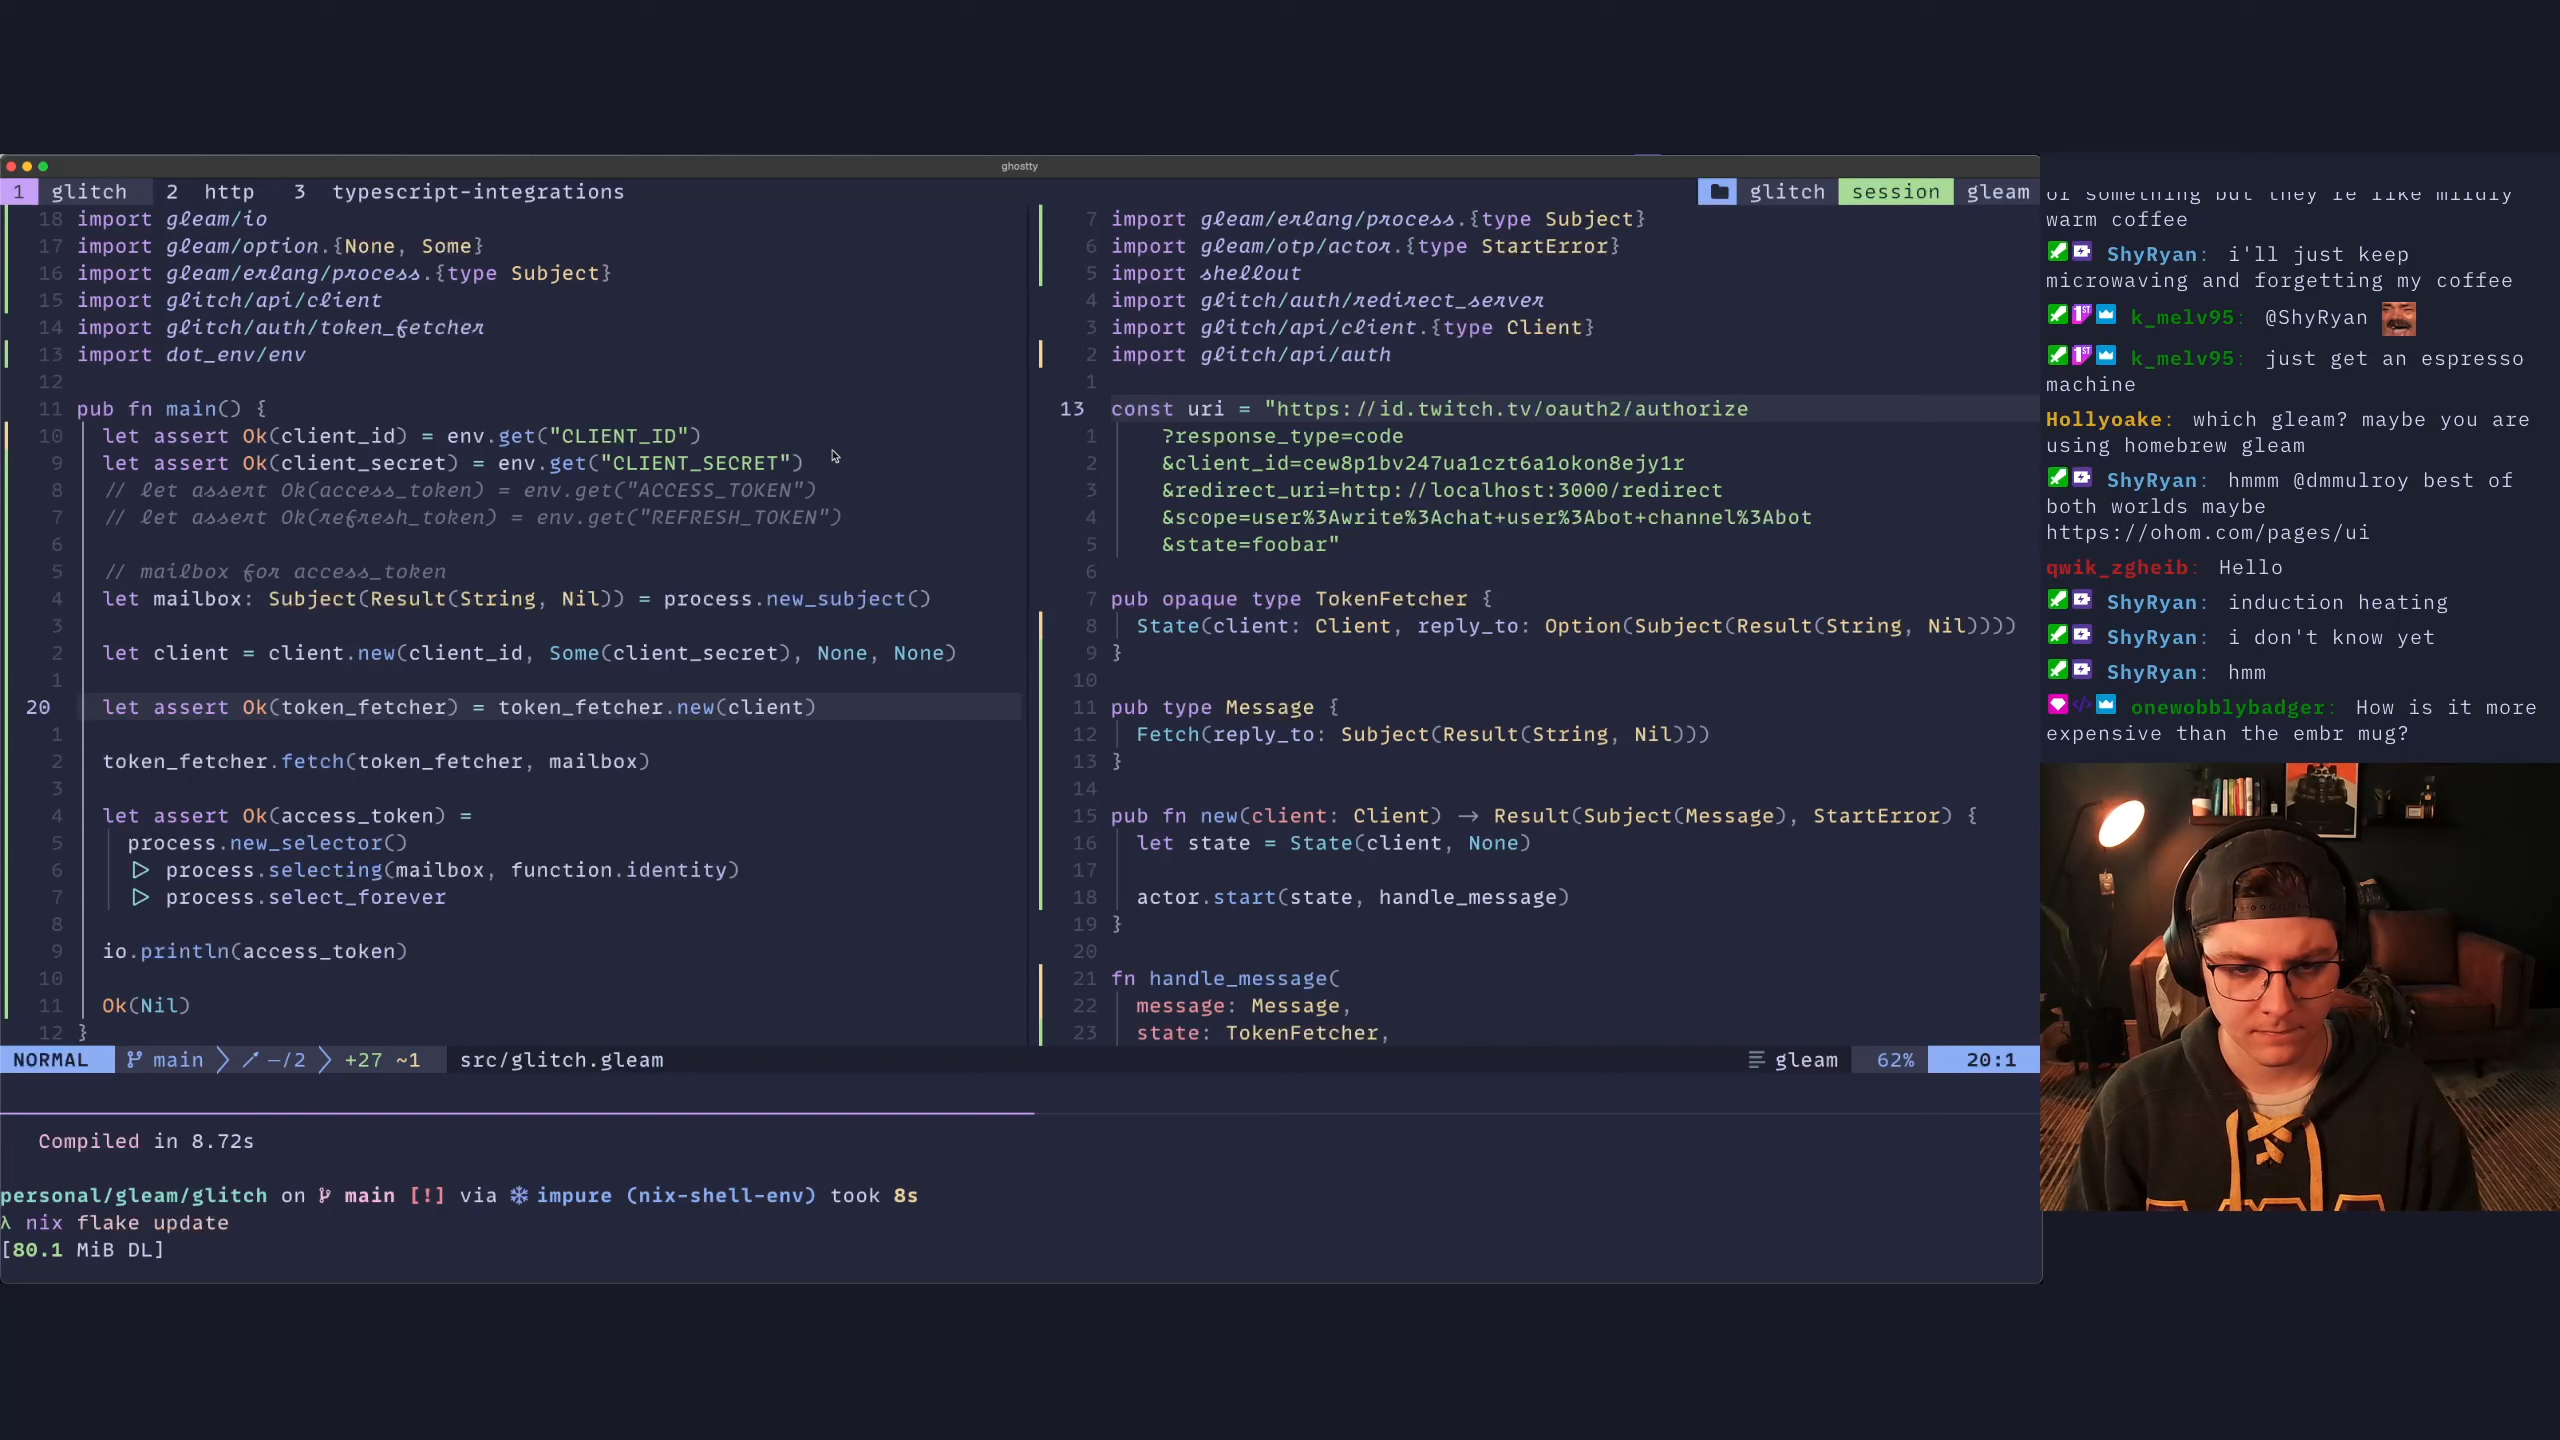 ghostty
1 glitch 2 http 3 typescript-integrations
glitch session gleam
18 import gleam/io
17 import gleam/option.{None, Some}
16 import gleam/erlang/process.{type Subject}
15 import glitch/api/client
14 import glitch/auth/token_fetcher
13 import dot_env/env
12
11 pub fn main() {
10 let assert Ok(client_id) = env.get("CLIENT_ID")
9 let assert Ok(client_secret) = env.get("CLIENT_SECRET")
8 // let assert Ok(access_token) = env.get("ACCESS_TOKEN")
7 // let assert Ok(refresh_token) = env.get("REFRESH_TOKEN")
6
5 // mailbox for access_token
4 let mailbox: Subject(Result(String, Nil)) = process.new_subject()
3
2 let client = client.new(client_id, Some(client_secret), None, None)
1
20 let assert Ok(token_fetcher) = token_fetcher.new(client)
1
2 token_fetcher.fetch(token_fetcher, mailbox)
3
4 let assert Ok(access_token) =
5 process.new_selector()
6 |> process.selecting(mailbox, function.identity)
7 |> process.select_forever
8
9 io.println(access_token)
10
11 Ok(Nil)
12 }
7 import gleam/erlang/process.{type Subject}
6 import gleam/otp/actor.{type StartError}
5 import shellout
4 import glitch/auth/redirect_server
3 import glitch/api/client.{type Client}
2 import glitch/api/auth
1
13 const uri = "https://id.twitch.tv/oauth2/authorize
1 ?response_type=code
2 &client_id=cew8p1bv247ua1czt6a1okon8ejy1r
3 &redirect_uri=http://localhost:3000/redirect
4 &scope=user%3Awrite%3Achat+user%3Abot+channel%3Abot
5 &state=foobar"
6
7 pub opaque type TokenFetcher {
8 State(client: Client, reply_to: Option(Subject(Result(String, Nil))))
9 }
10
11 pub type Message {
12 Fetch(reply_to: Subject(Result(String, Nil)))
13 }
14
15 pub fn new(client: Client) -> Result(Subject(Message), StartError) {
16 let state = State(client, None)
17
18 actor.start(state, handle_message)
19 }
20
21 fn handle_message(
22 message: Message,
23 state: TokenFetcher,
NORMAL main –/2 +27 ~1 src/glitch.gleam gleam 62% 20:1
Compiled in 8.72s
personal/gleam/glitch on main [!] via ❄ impure (nix-shell-env) took 8s
λ nix flake update
[80.1 MiB DL]
or something but they're like mildly
warm coffee
ShyRyan: i'll just keep
microwaving and forgetting my coffee
k_melv95: @ShyRyan
k_melv95: just get an espresso
machine
Hollyoake: which gleam? maybe you are
using homebrew gleam
ShyRyan: hmmm @dmmulroy best of
both worlds maybe
https://ohom.com/pages/ui
qwik_zgheib: Hello
ShyRyan: induction heating
ShyRyan: i don't know yet
ShyRyan: hmm
onewobblybadger: How is it more
expensive than the embr mug?